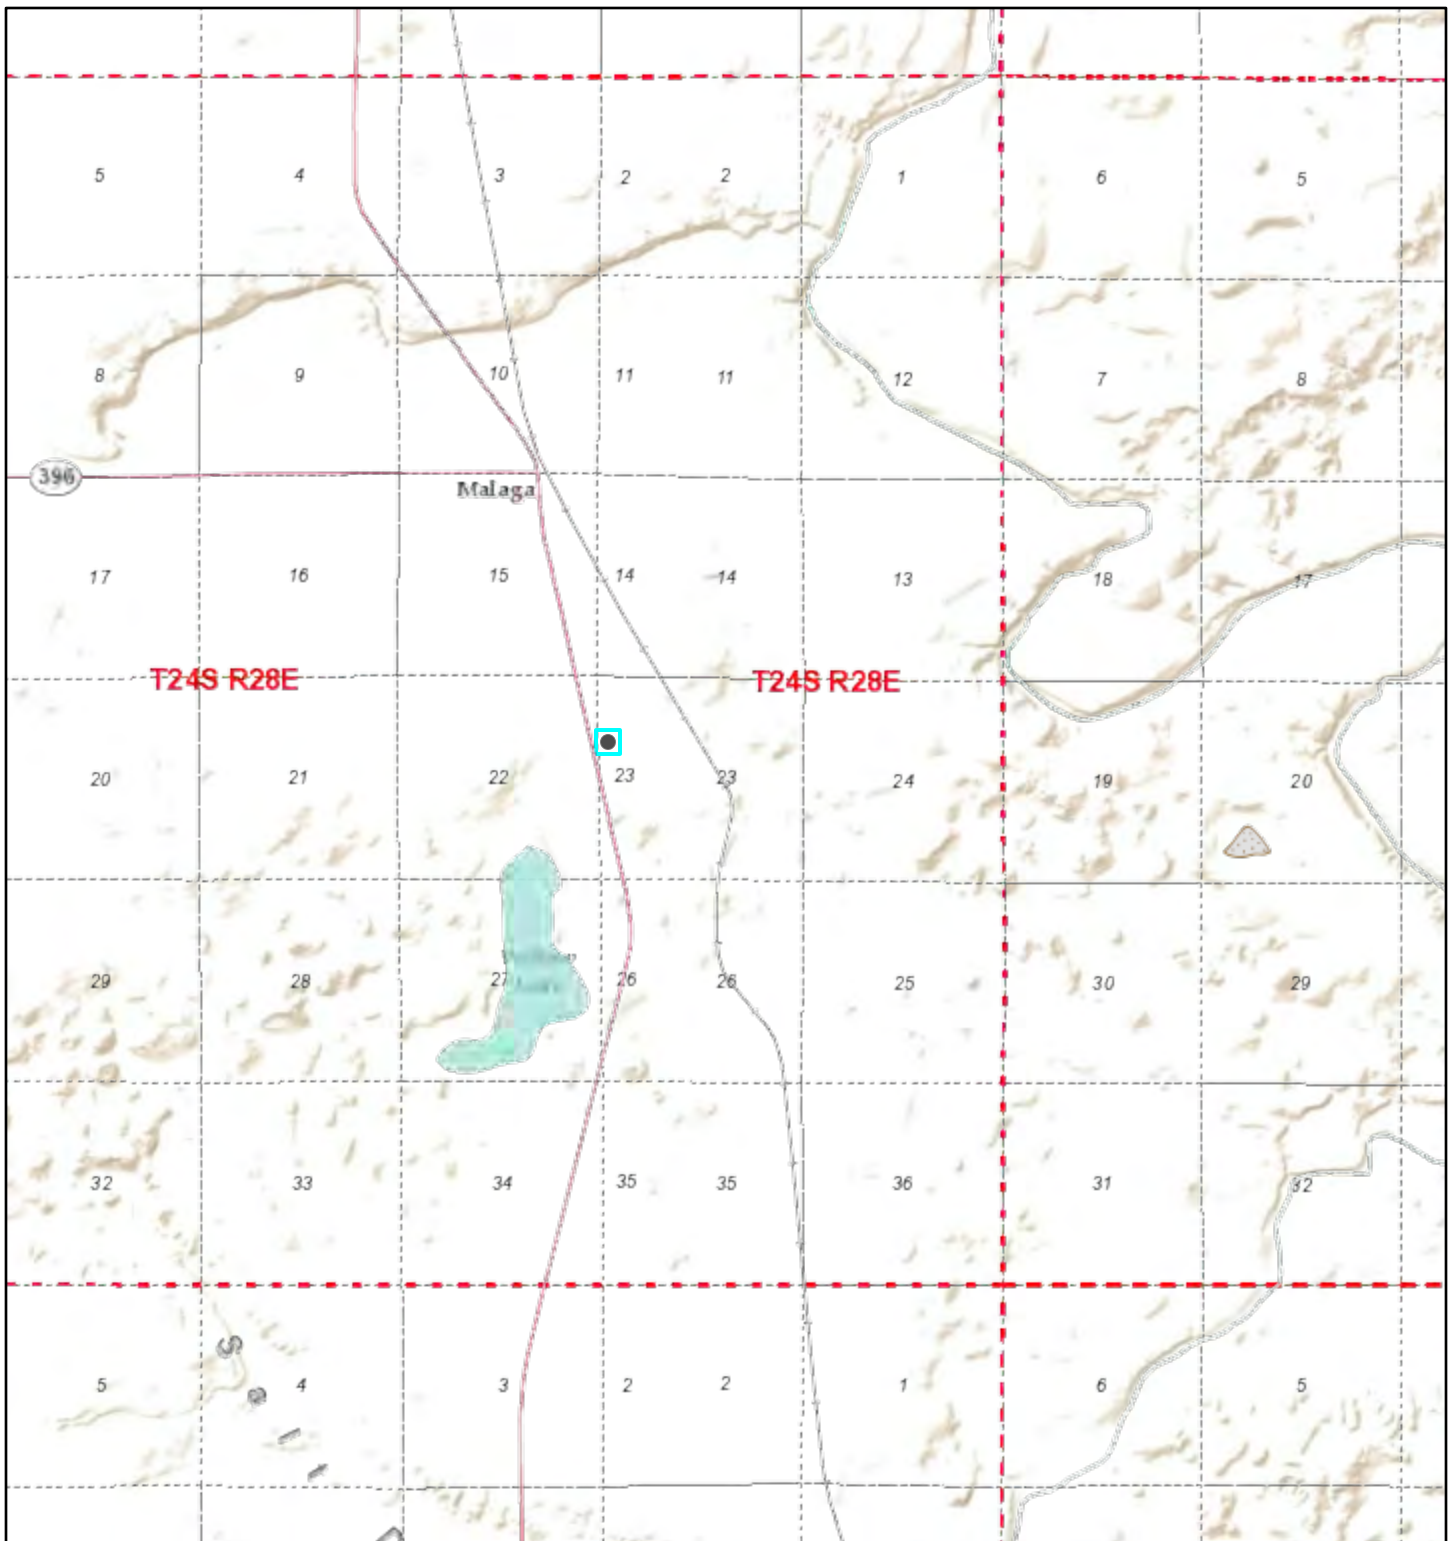 5 4 3 2 2 1 6 5
8 9 10 11 11 12 7 8
396
Malaga
17 16 15 14 14 13 18 17
T24S R28E T24S R28E
20 21 22 23 23 24 19 20
29 28 27 26 26 25 30 29
32 33 34 35 35 36 31 32
S
5 4 3 2 2 1 6 5